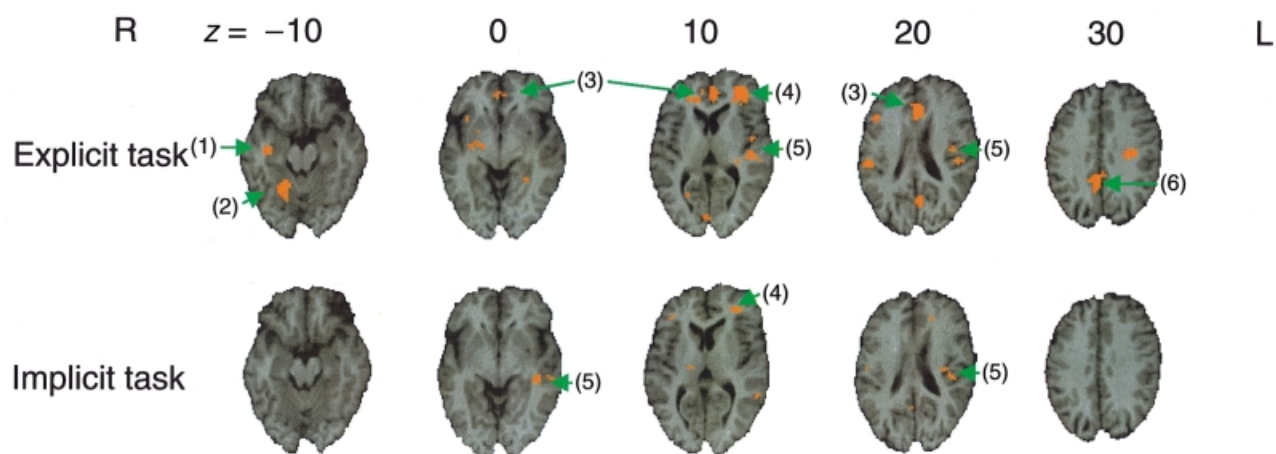 R z = −10 0 10 20 30 L
(3) (4) (3)
Explicit task (1) (5) (5)
(2) (6)
(4)
Implicit task (5) (5)